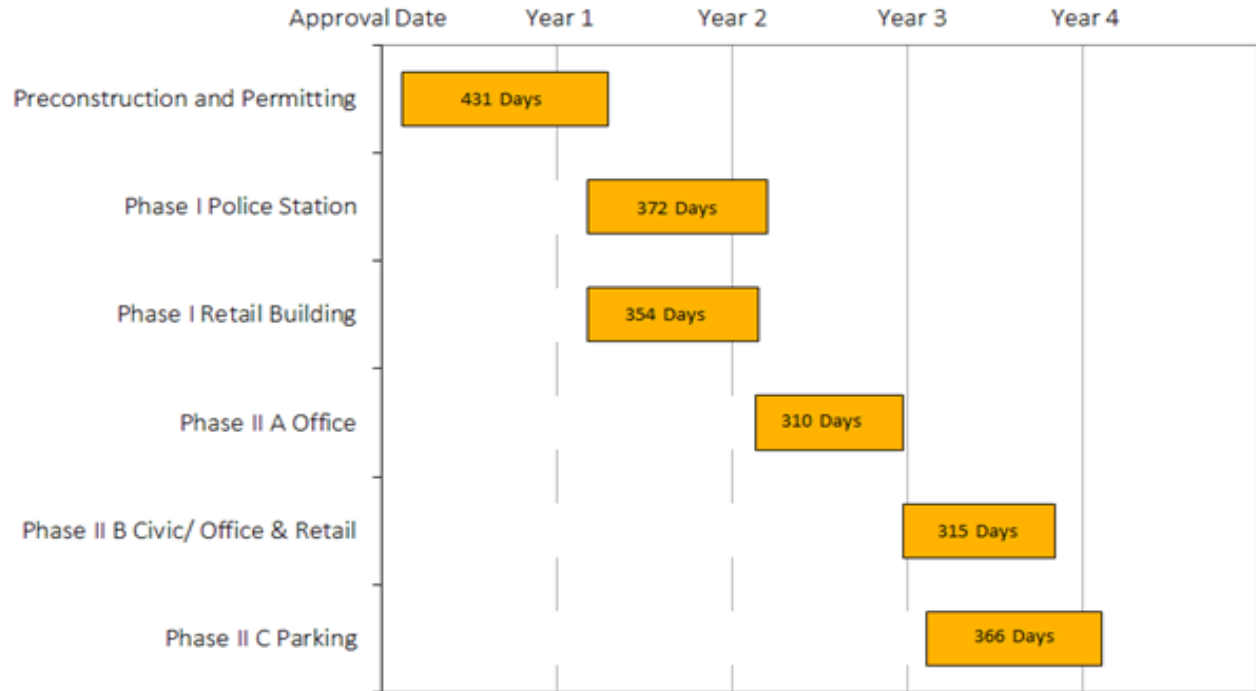 Approval Date Year 1 Year 2 Year 3 Year 4
Preconstruction and Permitting 431 Days
Phase I Police Station 372 Days
Phase I Retail Building 354 Days
Phase II A Office 310 Days
Phase II B Civic/ Office & Retail 315 Days
Phase II C Parking 366 Days